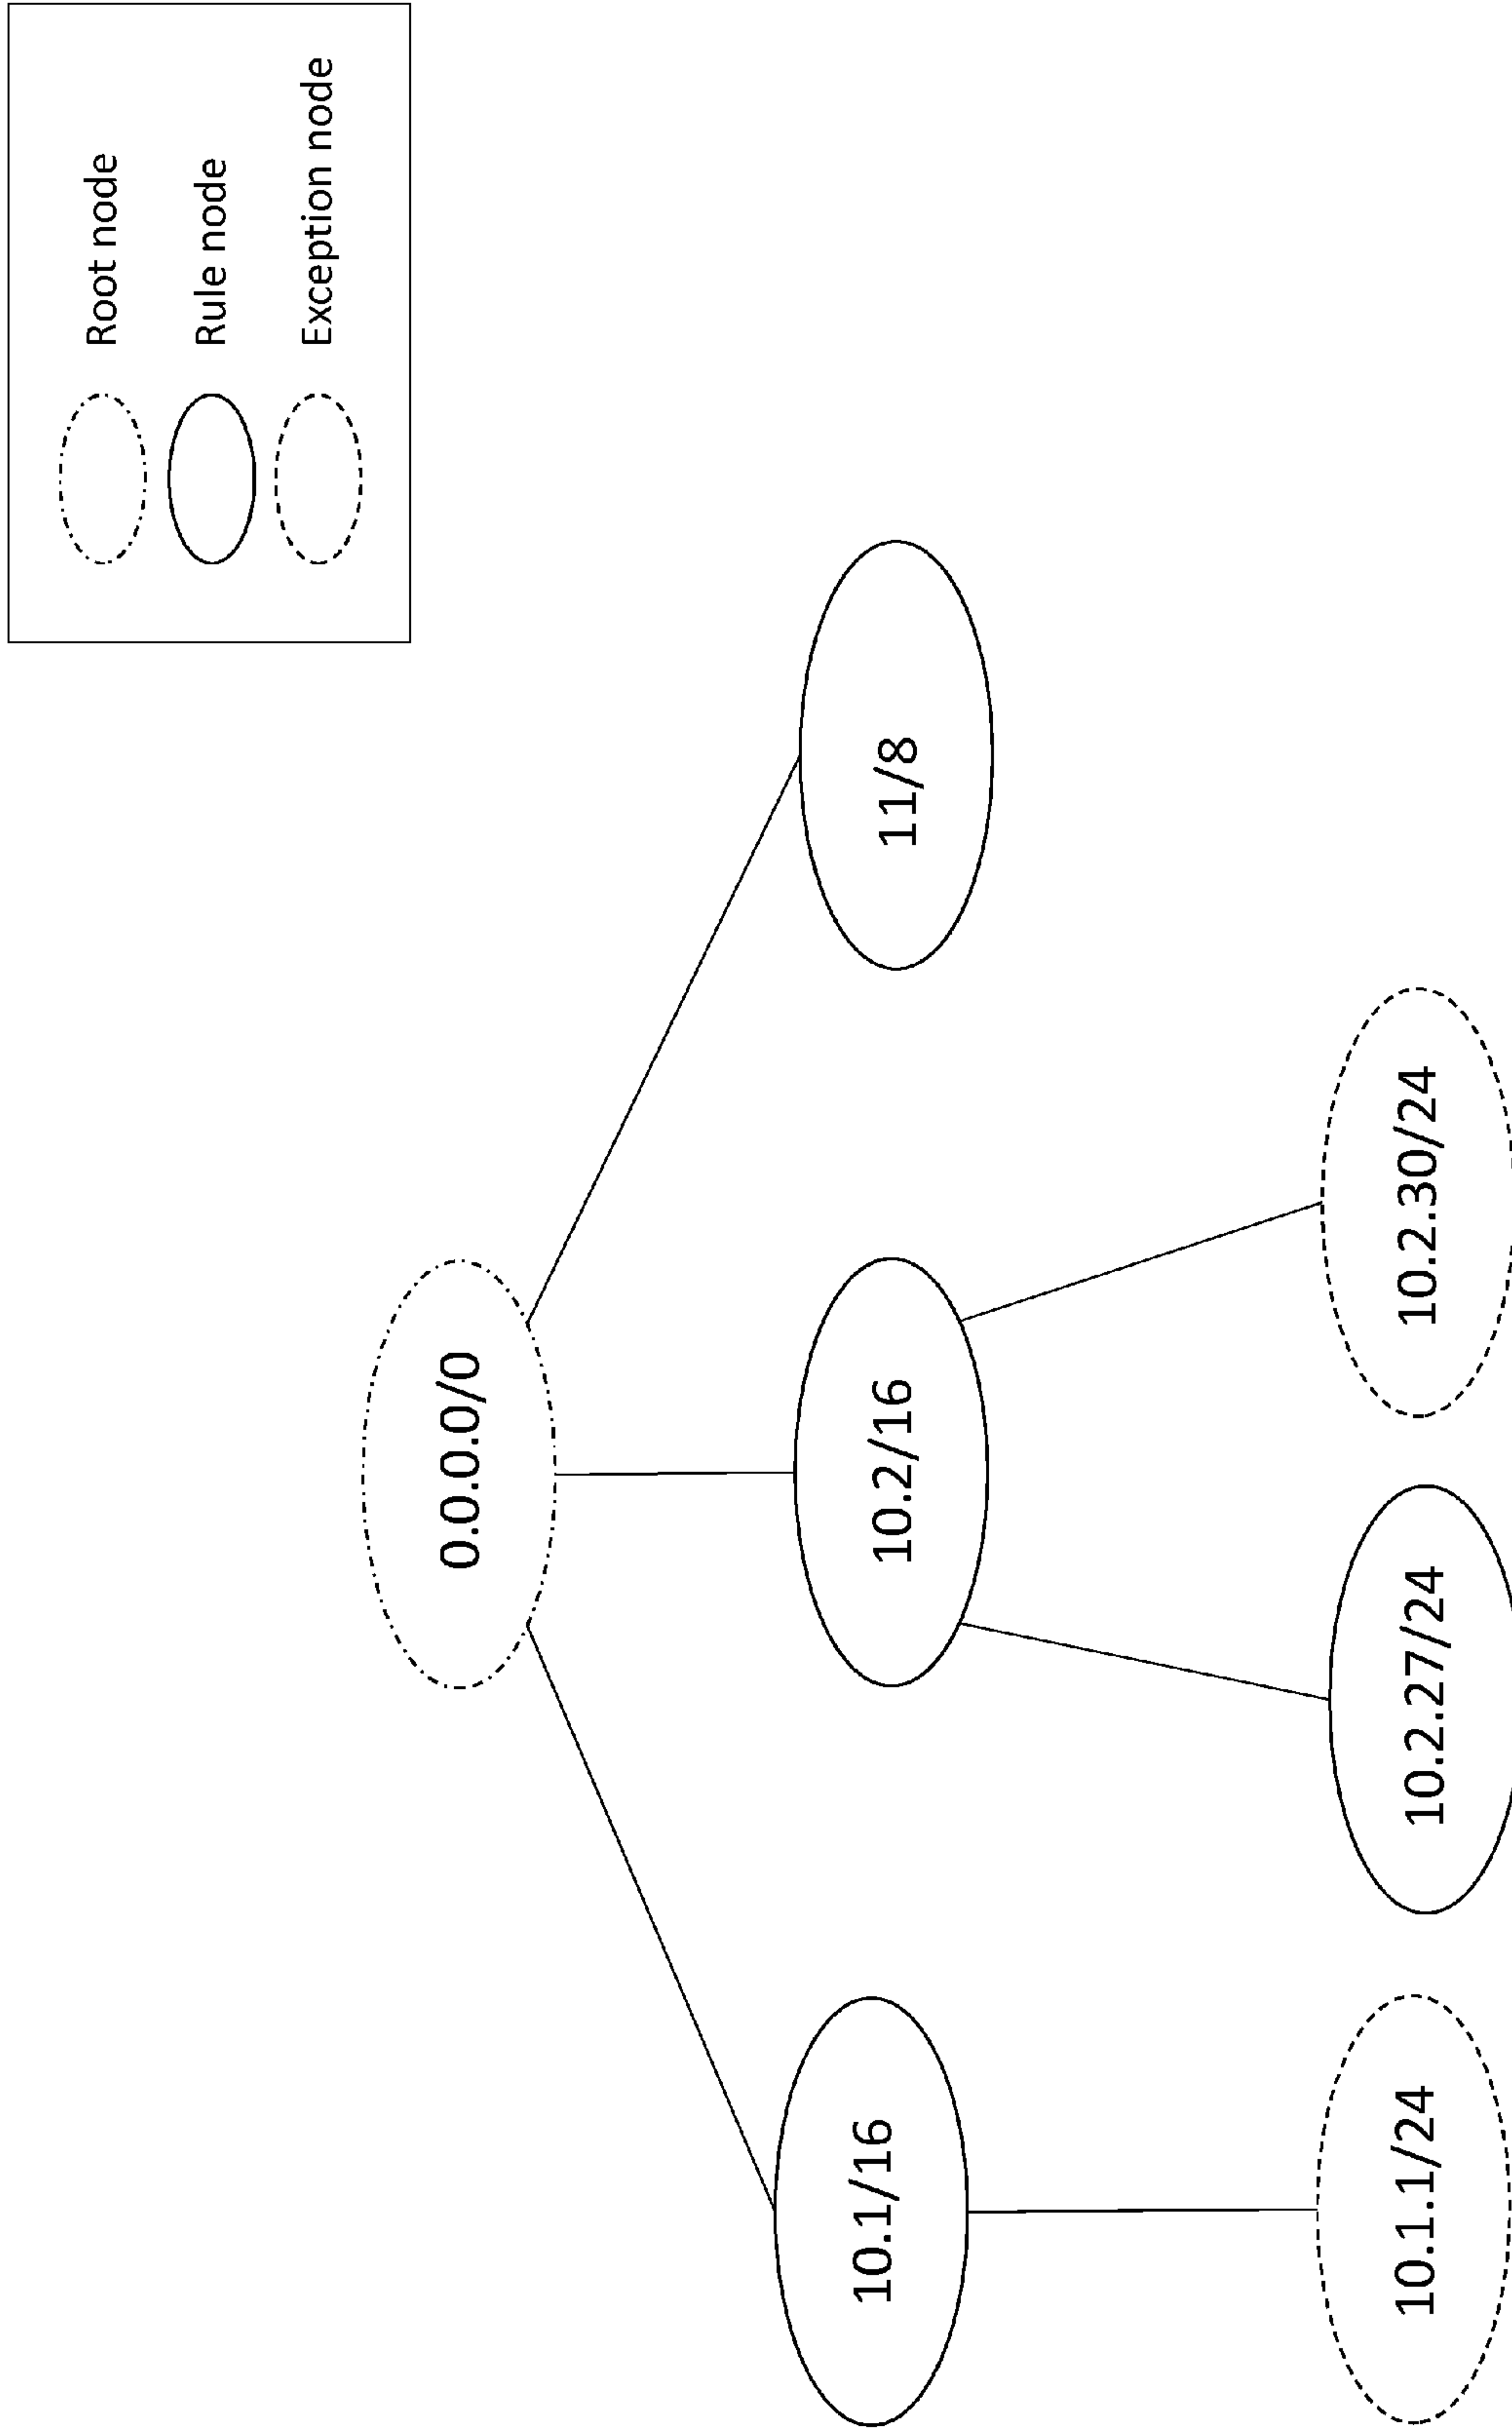 Root node
Rule node
Exception node
0.0.0.0/0
10.1/16
10.2/16
11/8
10.1.1/24
10.2.27/24
10.2.30/24